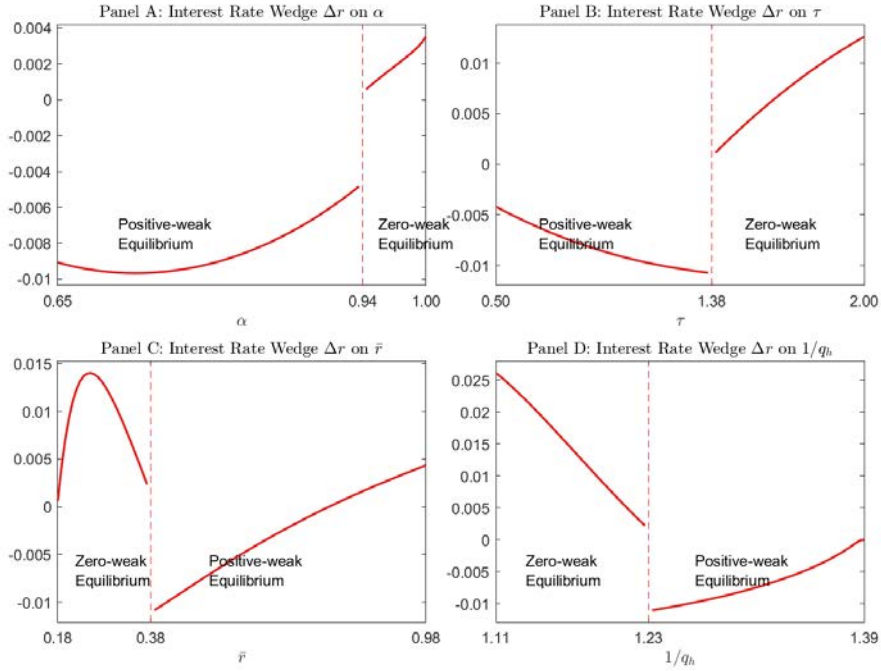 Panel A: Interest Rate Wedge Δr on α
0.004
0.002
0
-0.002
-0.004
-0.006
-0.008
-0.01
Positive-weak
Equilibrium
Zero-weak
Equilibrium
0.65
0.94
1.00
α
Panel B: Interest Rate Wedge Δr on τ
0.01
0.005
0
-0.005
-0.01
Positive-weak
Equilibrium
Zero-weak
Equilibrium
0.50
1.38
2.00
τ
Panel C: Interest Rate Wedge Δr on r̄
0.015
0.01
0.005
0
-0.005
-0.01
Zero-weak
Equilibrium
Positive-weak
Equilibrium
0.18
0.38
0.98
r̄
Panel D: Interest Rate Wedge Δr on 1/qₕ
0.025
0.02
0.015
0.01
0.005
0
-0.005
-0.01
Zero-weak
Equilibrium
Positive-weak
Equilibrium
1.11
1.23
1.39
1/qₕ